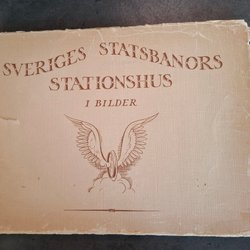 SVERIGES STATSBANORS
STATIONSHUS
I BILDER